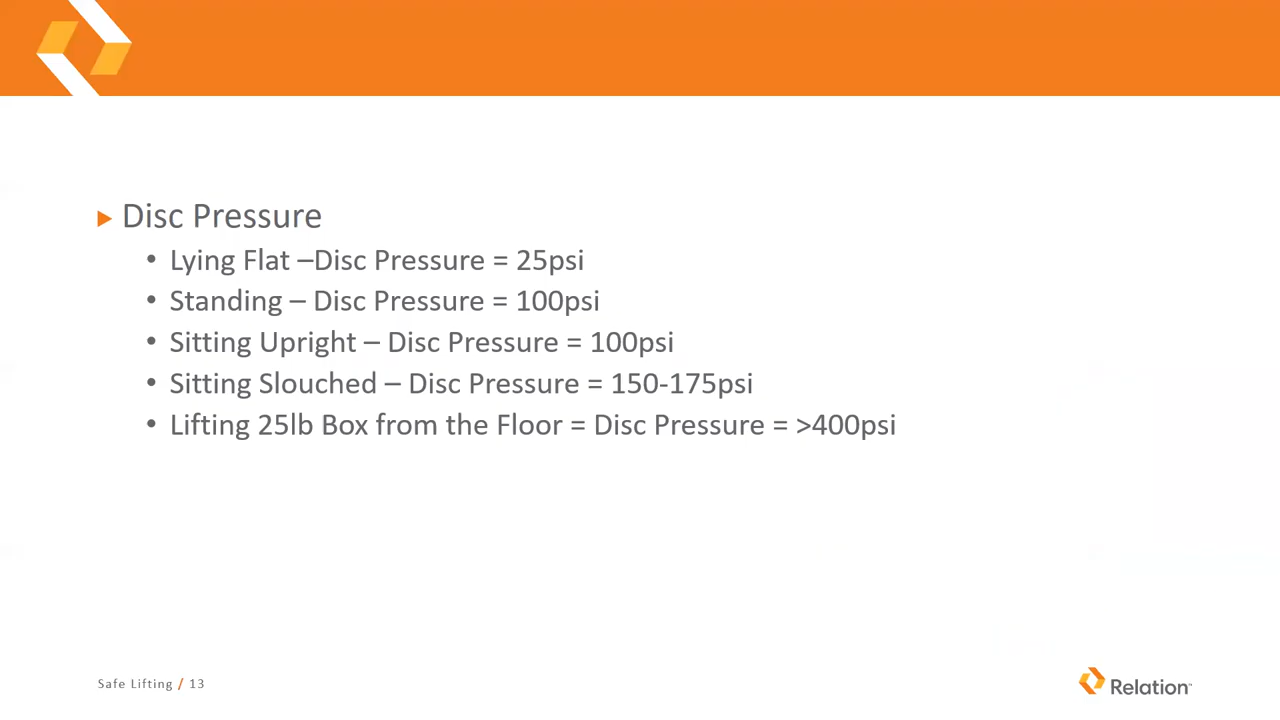 Disc Pressure
• Lying Flat –Disc Pressure = 25psi
• Standing – Disc Pressure = 100psi
• Sitting Upright – Disc Pressure = 100psi
• Sitting Slouched – Disc Pressure = 150-175psi
• Lifting 25lb Box from the Floor = Disc Pressure = >400psi
Safe Lifting / 13
Relation™